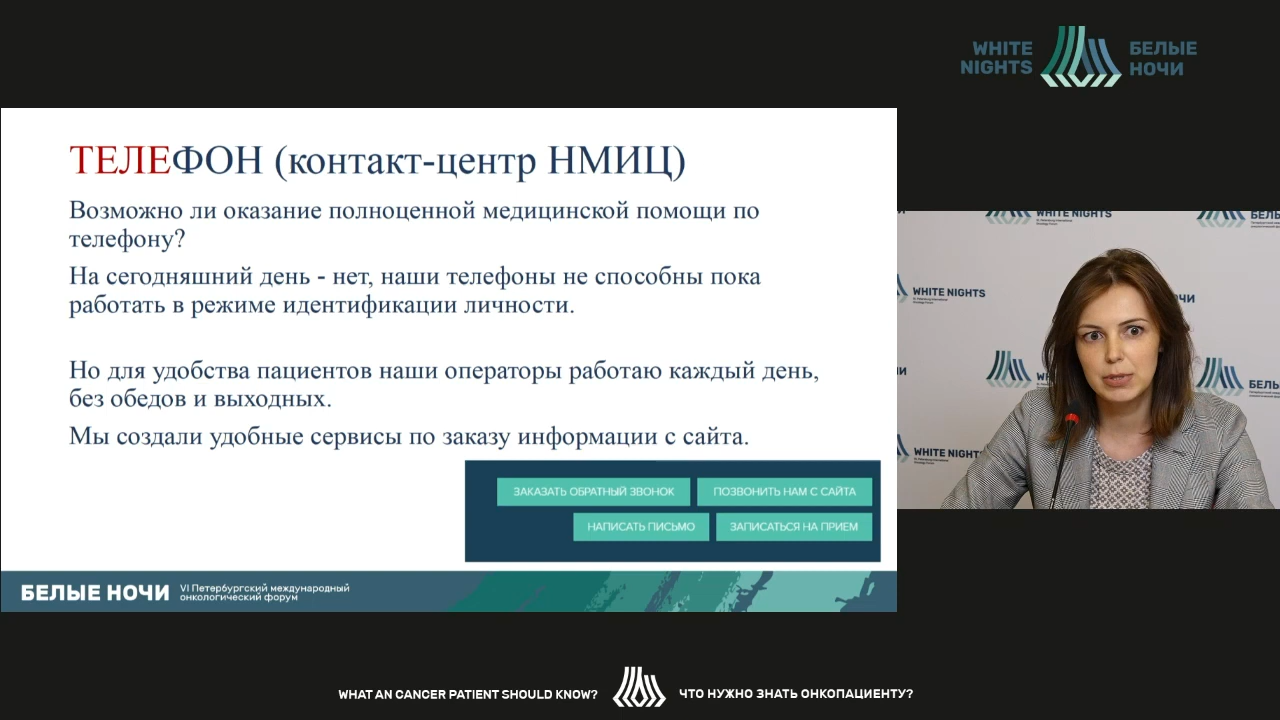 WHITE
NIGHTS
БЕЛЫЕ
НОЧИ
ТЕЛЕФОН (контакт-центр НМИЦ)
Возможно ли оказание полноценной медицинской помощи по
телефону?
На сегодняшний день - нет, наши телефоны не способны пока
работать в режиме идентификации личности.
Но для удобства пациентов наши операторы работаю каждый день,
без обедов и выходных.
Мы создали удобные сервисы по заказу информации с сайта.
ЗАКАЗАТЬ ОБРАТНЫЙ ЗВОНОК
ПОЗВОНИТЬ НАМ С САЙТА
НАПИСАТЬ ПИСЬМО
ЗАПИСАТЬСЯ НА ПРИЕМ
БЕЛЫЕ НОЧИ
VI Петербургский международный
онкологический форум
WHITE NIGHTS
WHITE NIGHTS
WHITE NIGHTS
WHAT AN CANCER PATIENT SHOULD KNOW?
ЧТО НУЖНО ЗНАТЬ ОНКОПАЦИЕНТУ?